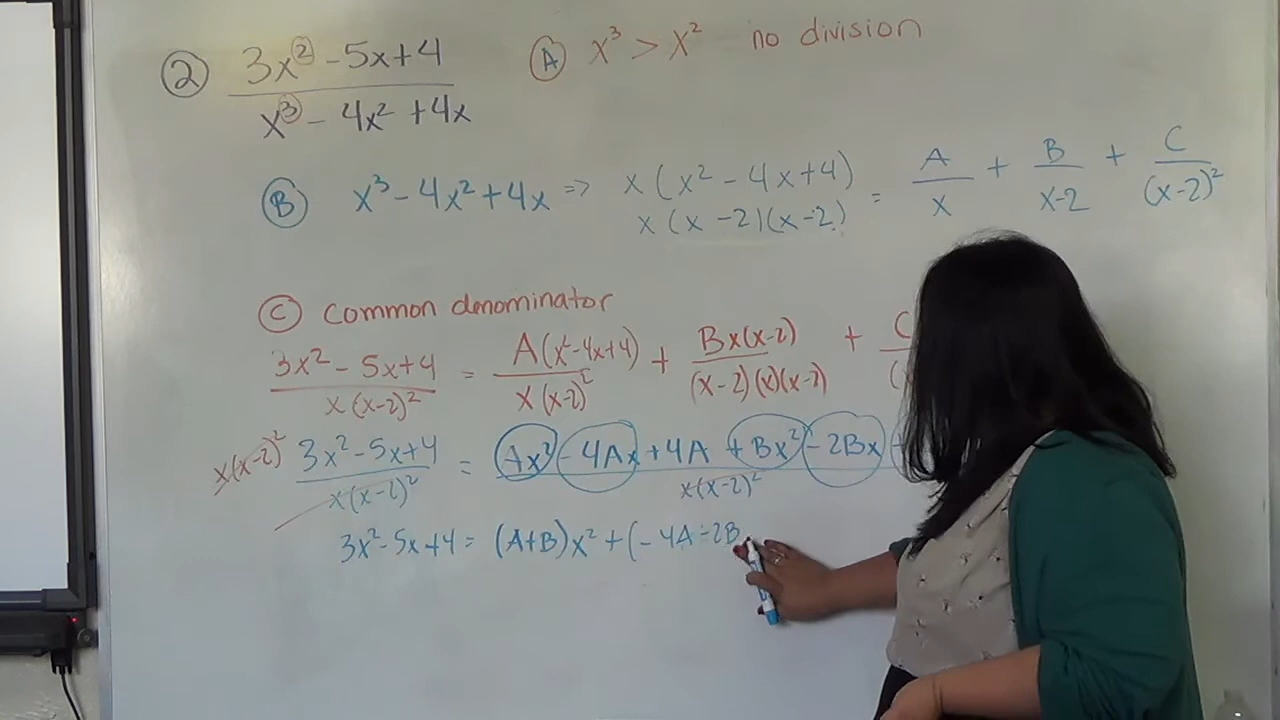 ② 3x² - 5x + 4 / x³ - 4x² + 4x
Ⓐ x³ > x² no division
Ⓑ x³ - 4x² + 4x ⇒ x(x² - 4x + 4) = A/x + B/(x-2) + C/(x-2)²
x(x-2)(x-2)
Ⓒ common denominator
3x² - 5x + 4 / x(x-2)² = A(x² - 4x + 4) / x(x-2)² + Bx(x-2) / (x-2)(x)(x-2) + C
x(x-2)² 3x² - 5x + 4 / x(x-2)² = Ax² - 4Ax + 4A + Bx² - 2Bx + / x(x-2)²
3x² - 5x + 4 = (A+B)x² + (-4A - 2B